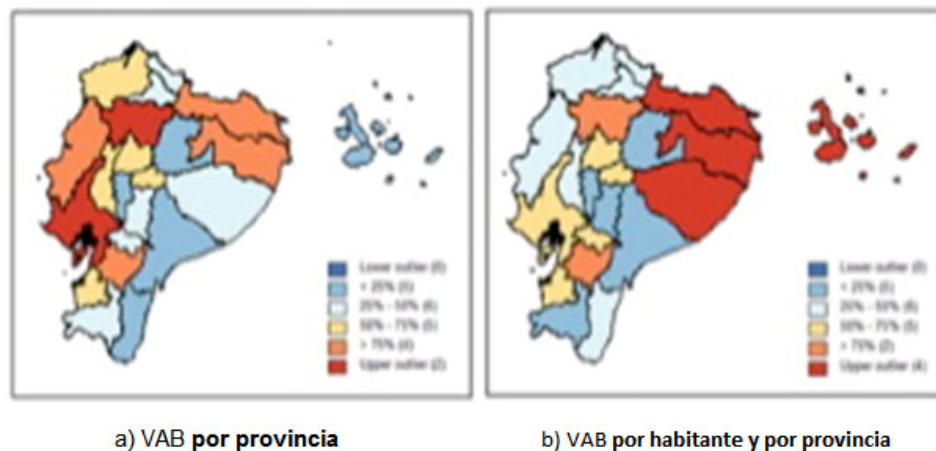 Lower outlier (0)
< 25% (5)
25% - 50% (6)
50% - 75% (5)
> 75% (4)
Upper outlier (2)
Lower outlier (0)
< 25% (5)
25% - 50% (6)
50% - 75% (5)
> 75% (2)
Upper outlier (4)
a) VAB por provincia
b) VAB por habitante y por provincia